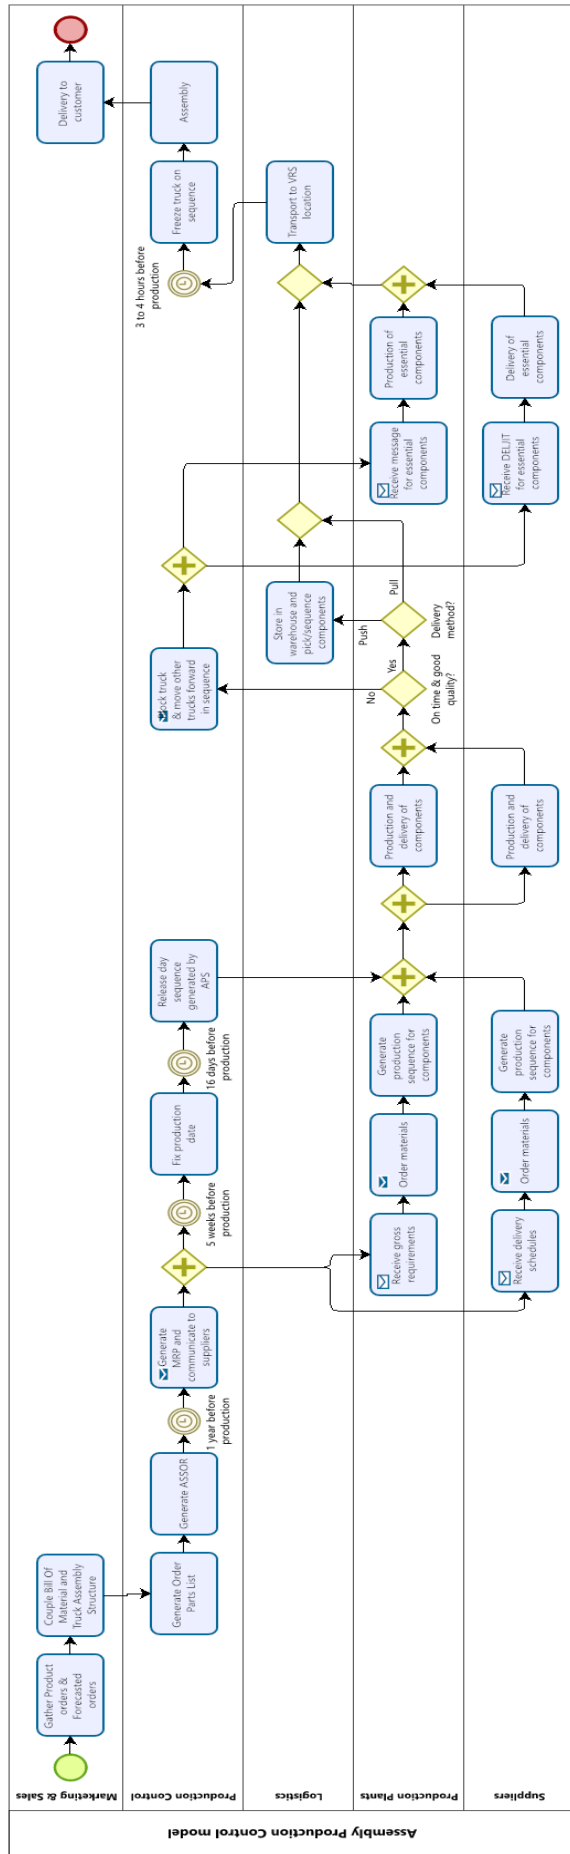 Assembly Production Control model
Marketing & Sales
Production Control
Logistics
Production Plants
Suppliers
Gather Product
orders &
Forecasted
orders
Couple Bill Of
Material and
Truck Assembly
Structure
Delivery to
customer
Generate Order
Parts List
Generate ASSOR
1 year before
production
Generate
MRP and
communicate to
suppliers
5 weeks before
production
Fix production
date
16 days before
production
Release day
sequence
generated by
APS
ock truck
& move other
trucks forward
in sequence
3 to 4 hours before
production
Freeze truck on
sequence
Assembly
Store in
warehouse and
pick/sequence
components
Transport to VRS
location
Receive gross
requirements
Order materials
Generate
production
sequence for
components
Production and
delivery of
components
On time & good
quality?
No
Yes
Delivery
method?
Push
Pull
Receive message
for essential
components
Production of
essential
components
Receive delivery
schedules
Order materials
Generate
production
sequence for
components
Production and
delivery of
components
Receive DELJIT
for essential
components
Delivery of
essential
components